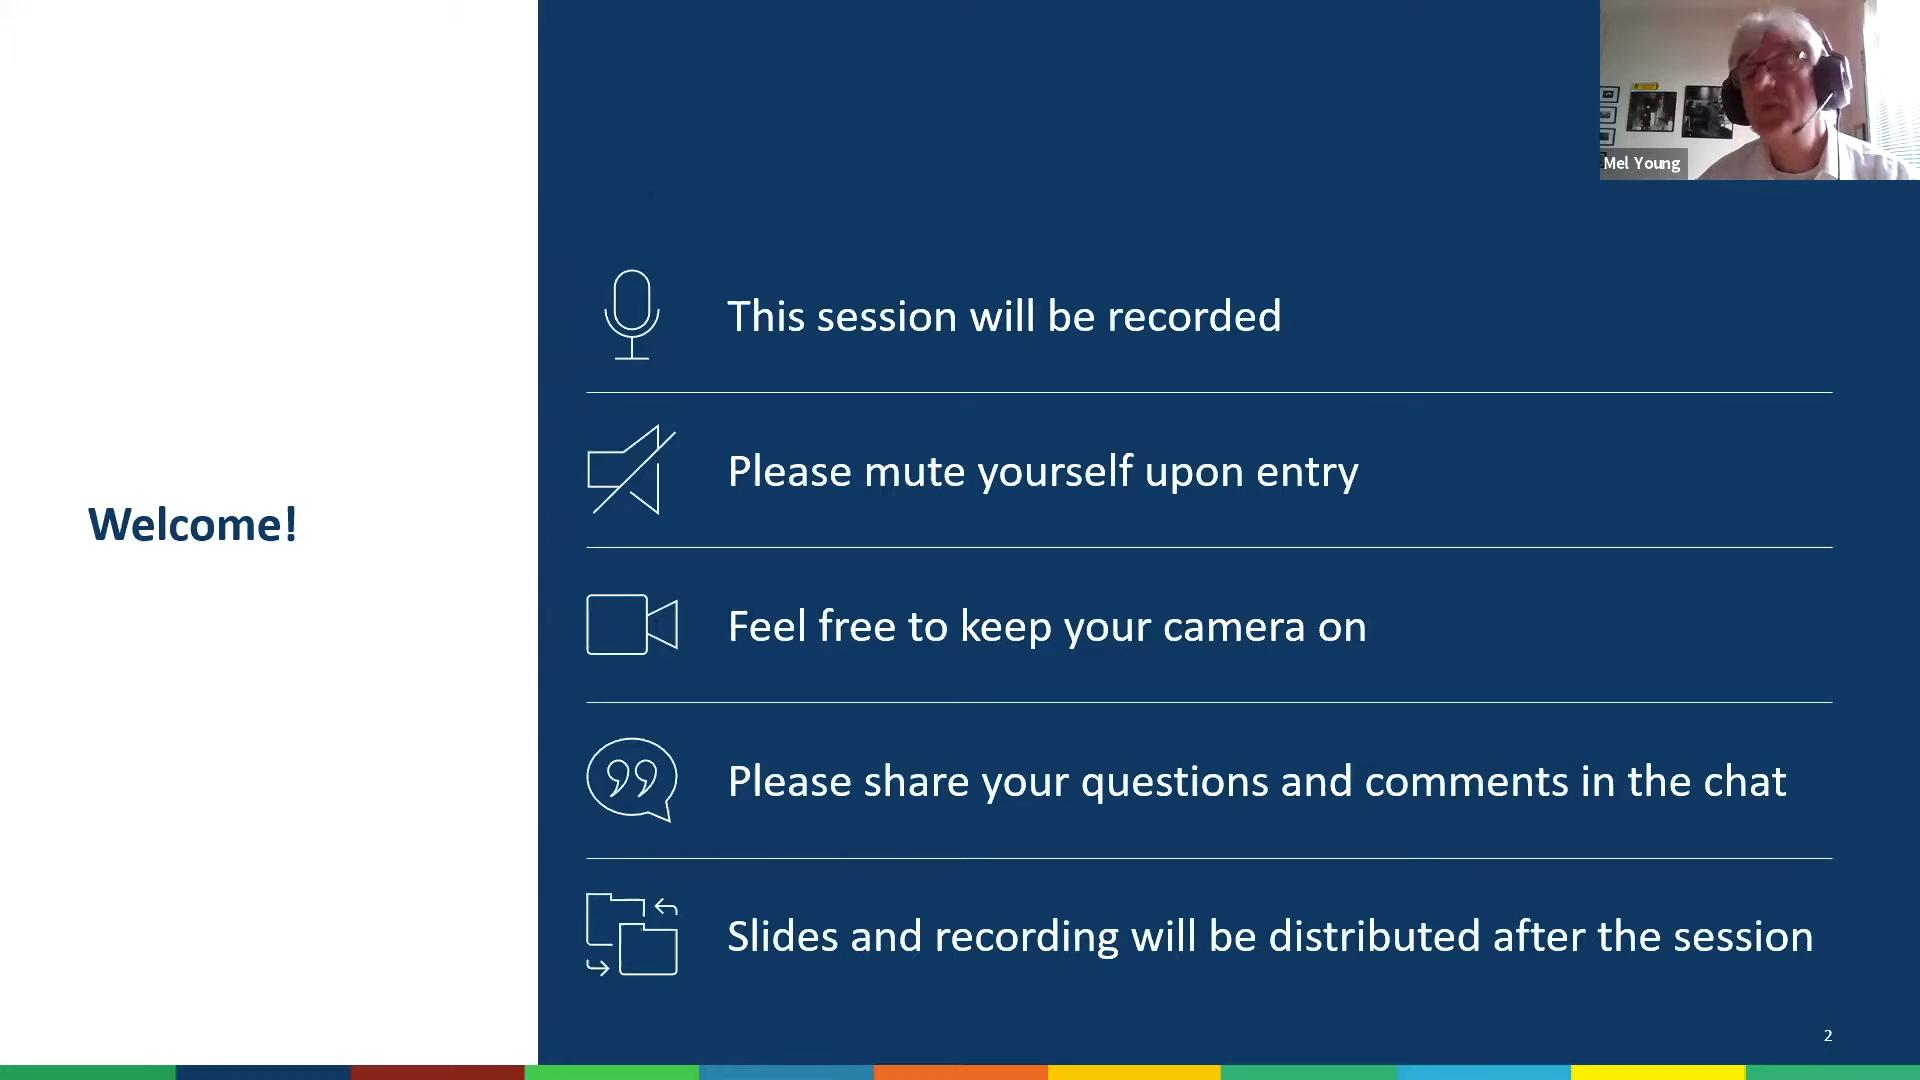 Mel Young
This session will be recorded
Please mute yourself upon entry
Welcome!
Feel free to keep your camera on
Please share your questions and comments in the chat
Slides and recording will be distributed after the session
2